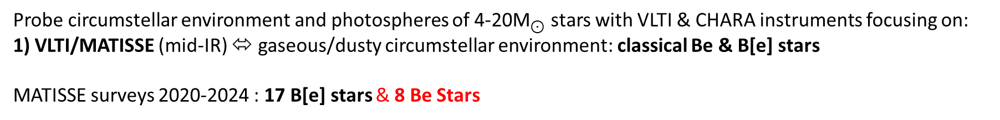 Probe circumstellar environment and photospheres of 4-20M☉ stars with VLTI & CHARA instruments focusing on:
1) VLTI/MATISSE (mid-IR) ⬄ gaseous/dusty circumstellar environment: classical Be & B[e] stars
MATISSE surveys 2020-2024 : 17 B[e] stars & 8 Be Stars